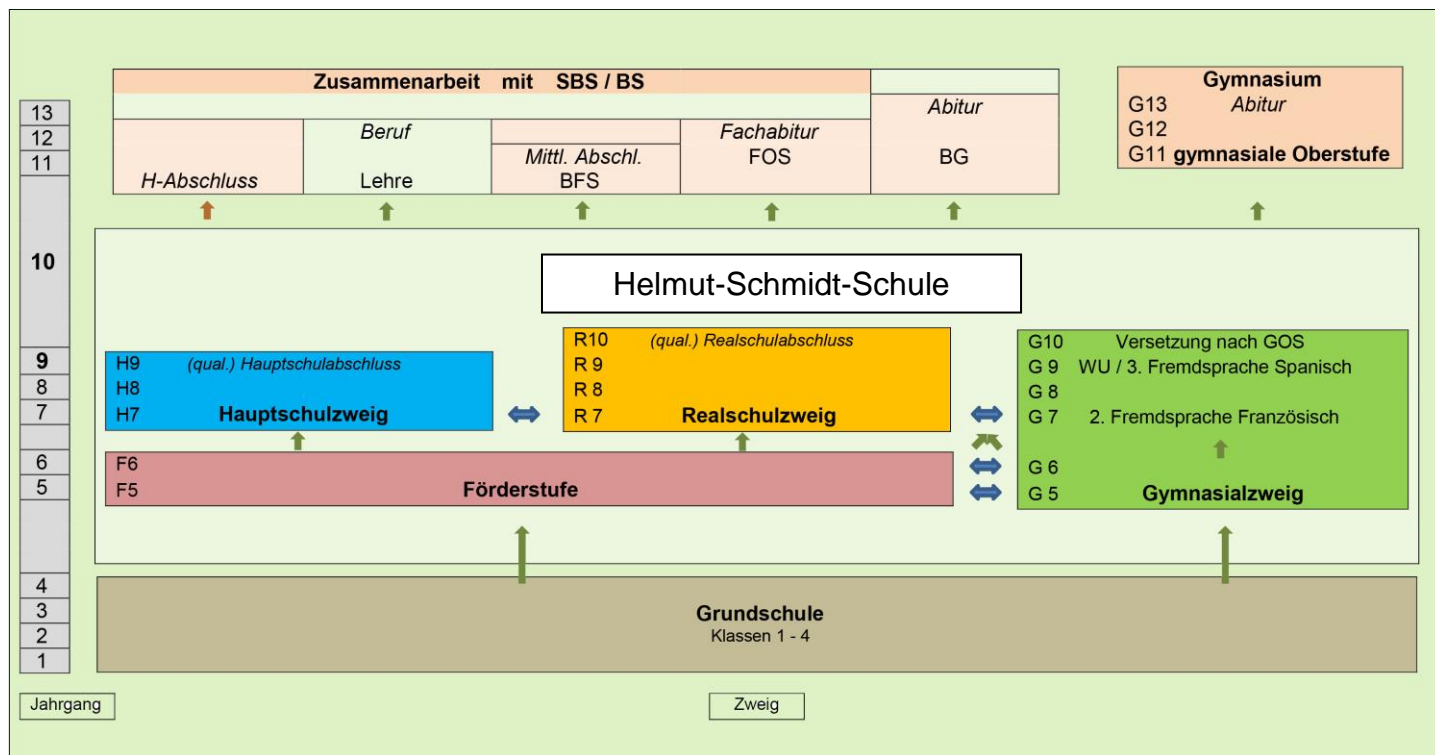 Zusammenarbeit mit SBS / BS
Gymnasium
13
12
11
Abitur
G13 Abitur
Beruf
Fachabitur
G12
Mittl. Abschl.
FOS
BG
G11 gymnasiale Oberstufe
H-Abschluss
Lehre
BFS
10
Helmut-Schmidt-Schule
9
8
7
H9 (qual.) Hauptschulabschluss
H8
H7 Hauptschulzweig
R10 (qual.) Realschulabschluss
R 9
R 8
R 7 Realschulzweig
G10 Versetzung nach GOS
G 9 WU / 3. Fremdsprache Spanisch
G 8
G 7 2. Fremdsprache Französisch
6
5
F6
F5 Förderstufe
G 6
G 5 Gymnasialzweig
4
3
2
1
Grundschule
Klassen 1 - 4
Jahrgang
Zweig